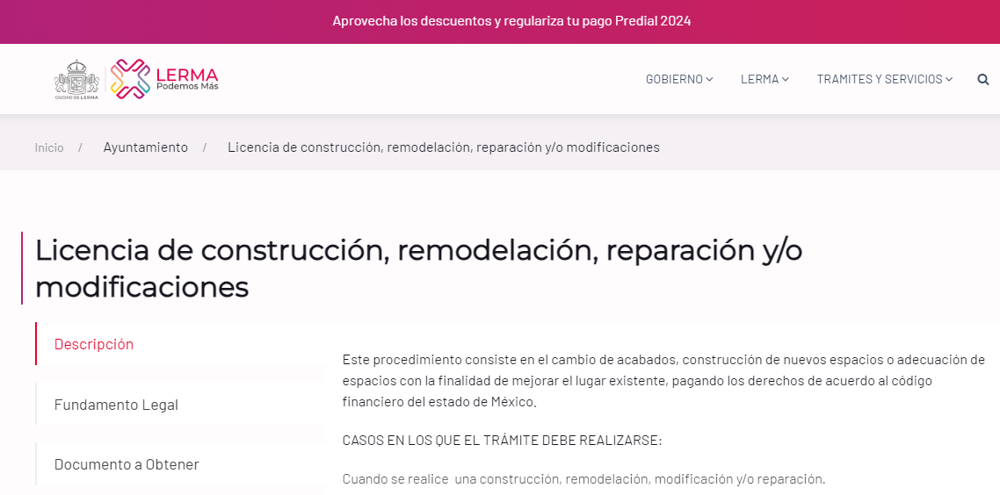 Aprovecha los descuentos y regulariza tu pago Predial 2024
CIUDAD DE LERMA
LERMA
Podemos Más
GOBIERNO
LERMA
TRAMITES Y SERVICIOS
Inicio / Ayuntamiento / Licencia de construcción, remodelación, reparación y/o modificaciones
Licencia de construcción, remodelación, reparación y/o
modificaciones
Descripción
Fundamento Legal
Documento a Obtener
Este procedimiento consiste en el cambio de acabados, construcción de nuevos espacios o adecuación de
espacios con la finalidad de mejorar el lugar existente, pagando los derechos de acuerdo al código
financiero del estado de México.
CASOS EN LOS QUE EL TRÁMITE DEBE REALIZARSE:
Cuando se realice una construcción, remodelación, modificación y/o reparación.